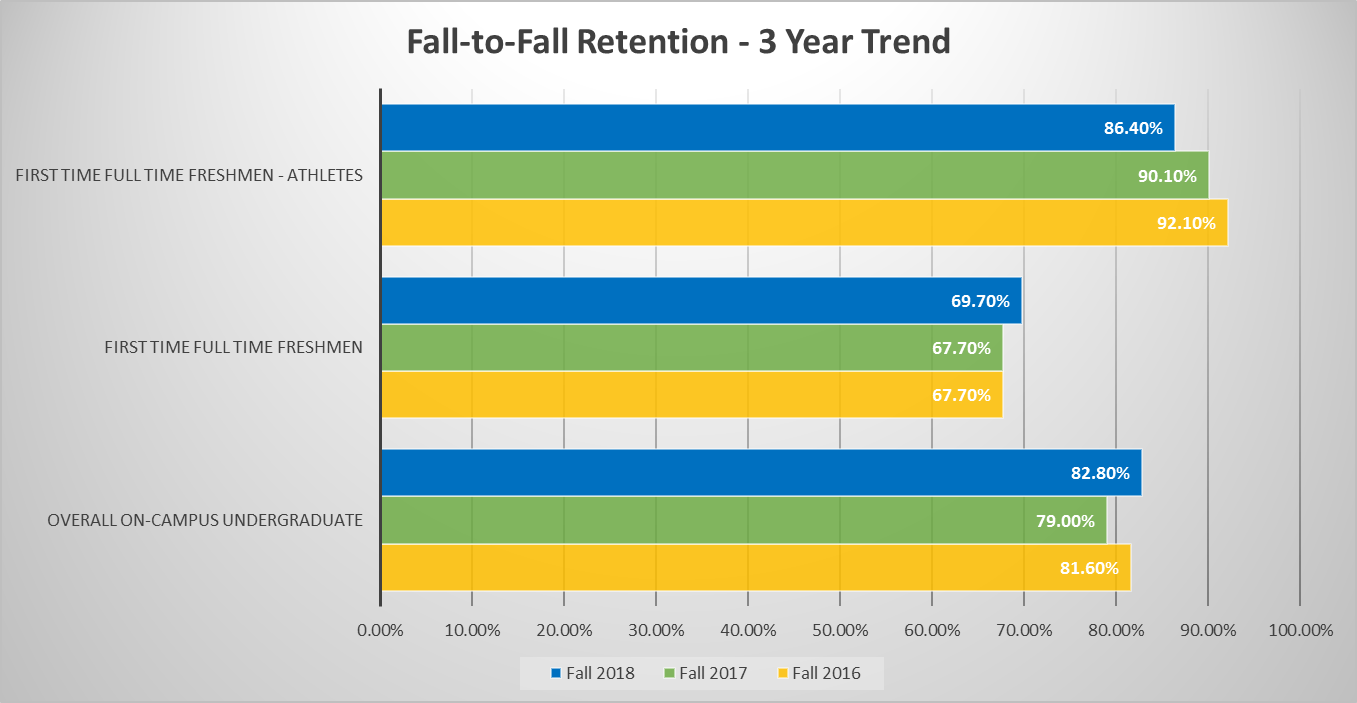 Fall-to-Fall Retention - 3 Year Trend
FIRST TIME FULL TIME FRESHMEN - ATHLETES
86.40%
90.10%
92.10%
FIRST TIME FULL TIME FRESHMEN
69.70%
67.70%
67.70%
OVERALL ON-CAMPUS UNDERGRADUATE
82.80%
79.00%
81.60%
0.00% 10.00% 20.00% 30.00% 40.00% 50.00% 60.00% 70.00% 80.00% 90.00% 100.00%
Fall 2018 Fall 2017 Fall 2016